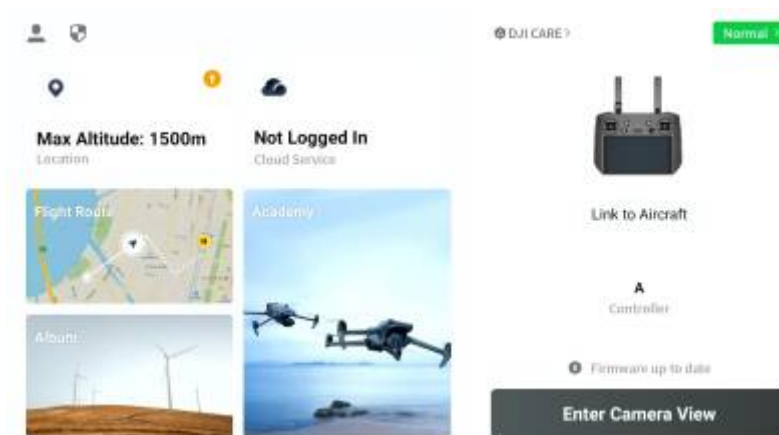 Max Altitude: 1500m
Location
Not Logged In
Cloud Service
Flight Route
Academy
Album
DJI CARE >
Normal >
Link to Aircraft
A
Controller
Firmware up to date
Enter Camera View